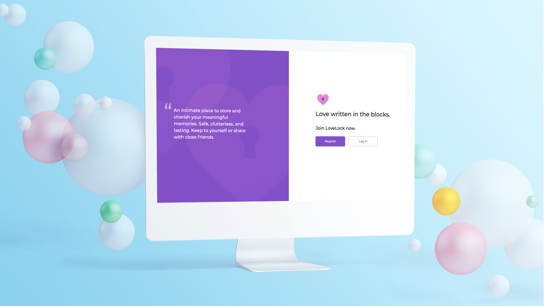 “ An intimate place to store and
cherish your meaningful
memories. Safe, clutterless, and
lasting. Keep to yourself or share
with close friends.
Love written in the blocks.
Join LoveLock now.
Register
Log in